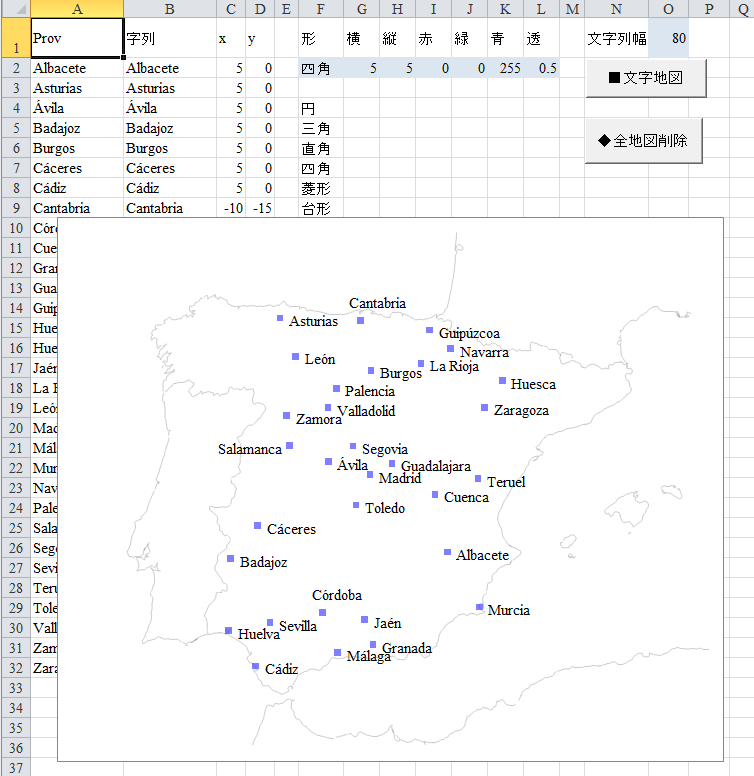 A B C D E F G H I J K L M N O P Q
1 Prov 字列 x y 形 横 縦 赤 緑 青 透 文字列幅 80
2 Albacete Albacete 5 0 四角 5 5 0 0 255 0.5 ■文字地図
3 Asturias Asturias 5 0
4 Ávila Ávila 5 0 円
5 Badajoz Badajoz 5 0 三角 ◆全地図削除
6 Burgos Burgos 5 0 直角
7 Cáceres Cáceres 5 0 四角
8 Cádiz Cádiz 5 0 菱形
9 Cantabria Cantabria -10 -15 台形
10 Córd
11 Cue
12 Gran
13 Gua
14 Guip
15 Hue
16 Hue
17 Jaén
18 La R
19 León
20 Mad
21 Mál
22 Mur
23 Nav
24 Pale
25 Sala
26 Sego
27 Sevi
28 Teru
29 Tole
30 Vall
31 Zam
32 Zara
33
34
35
36
37
Cantabria
Asturias
Guipúzcoa
Navarra
León
La Rioja
Burgos
Huesca
Palencia
Valladolid
Zaragoza
Zamora
Salamanca
Segovia
Ávila
Guadalajara
Madrid
Teruel
Cuenca
Toledo
Cáceres
Albacete
Badajoz
Córdoba
Murcia
Jaén
Sevilla
Huelva
Granada
Málaga
Cádiz